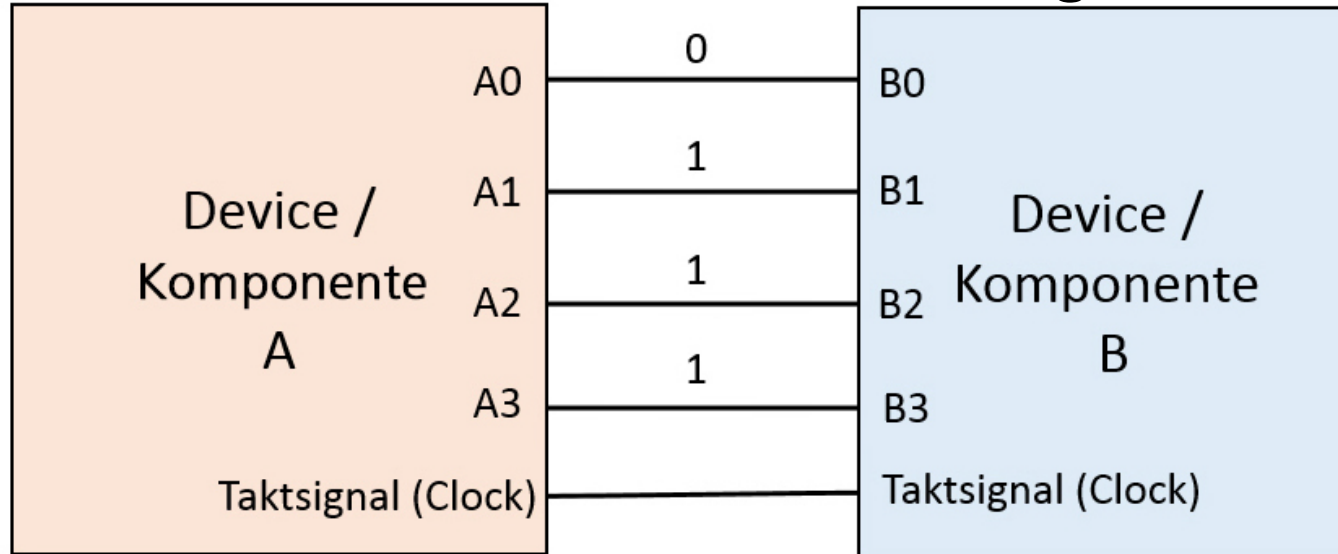 A0
0
B0
A1
1
B1
Device /
Komponente
A
A2
1
B2
Device /
Komponente
B
A3
1
B3
Taktsignal (Clock)
Taktsignal (Clock)